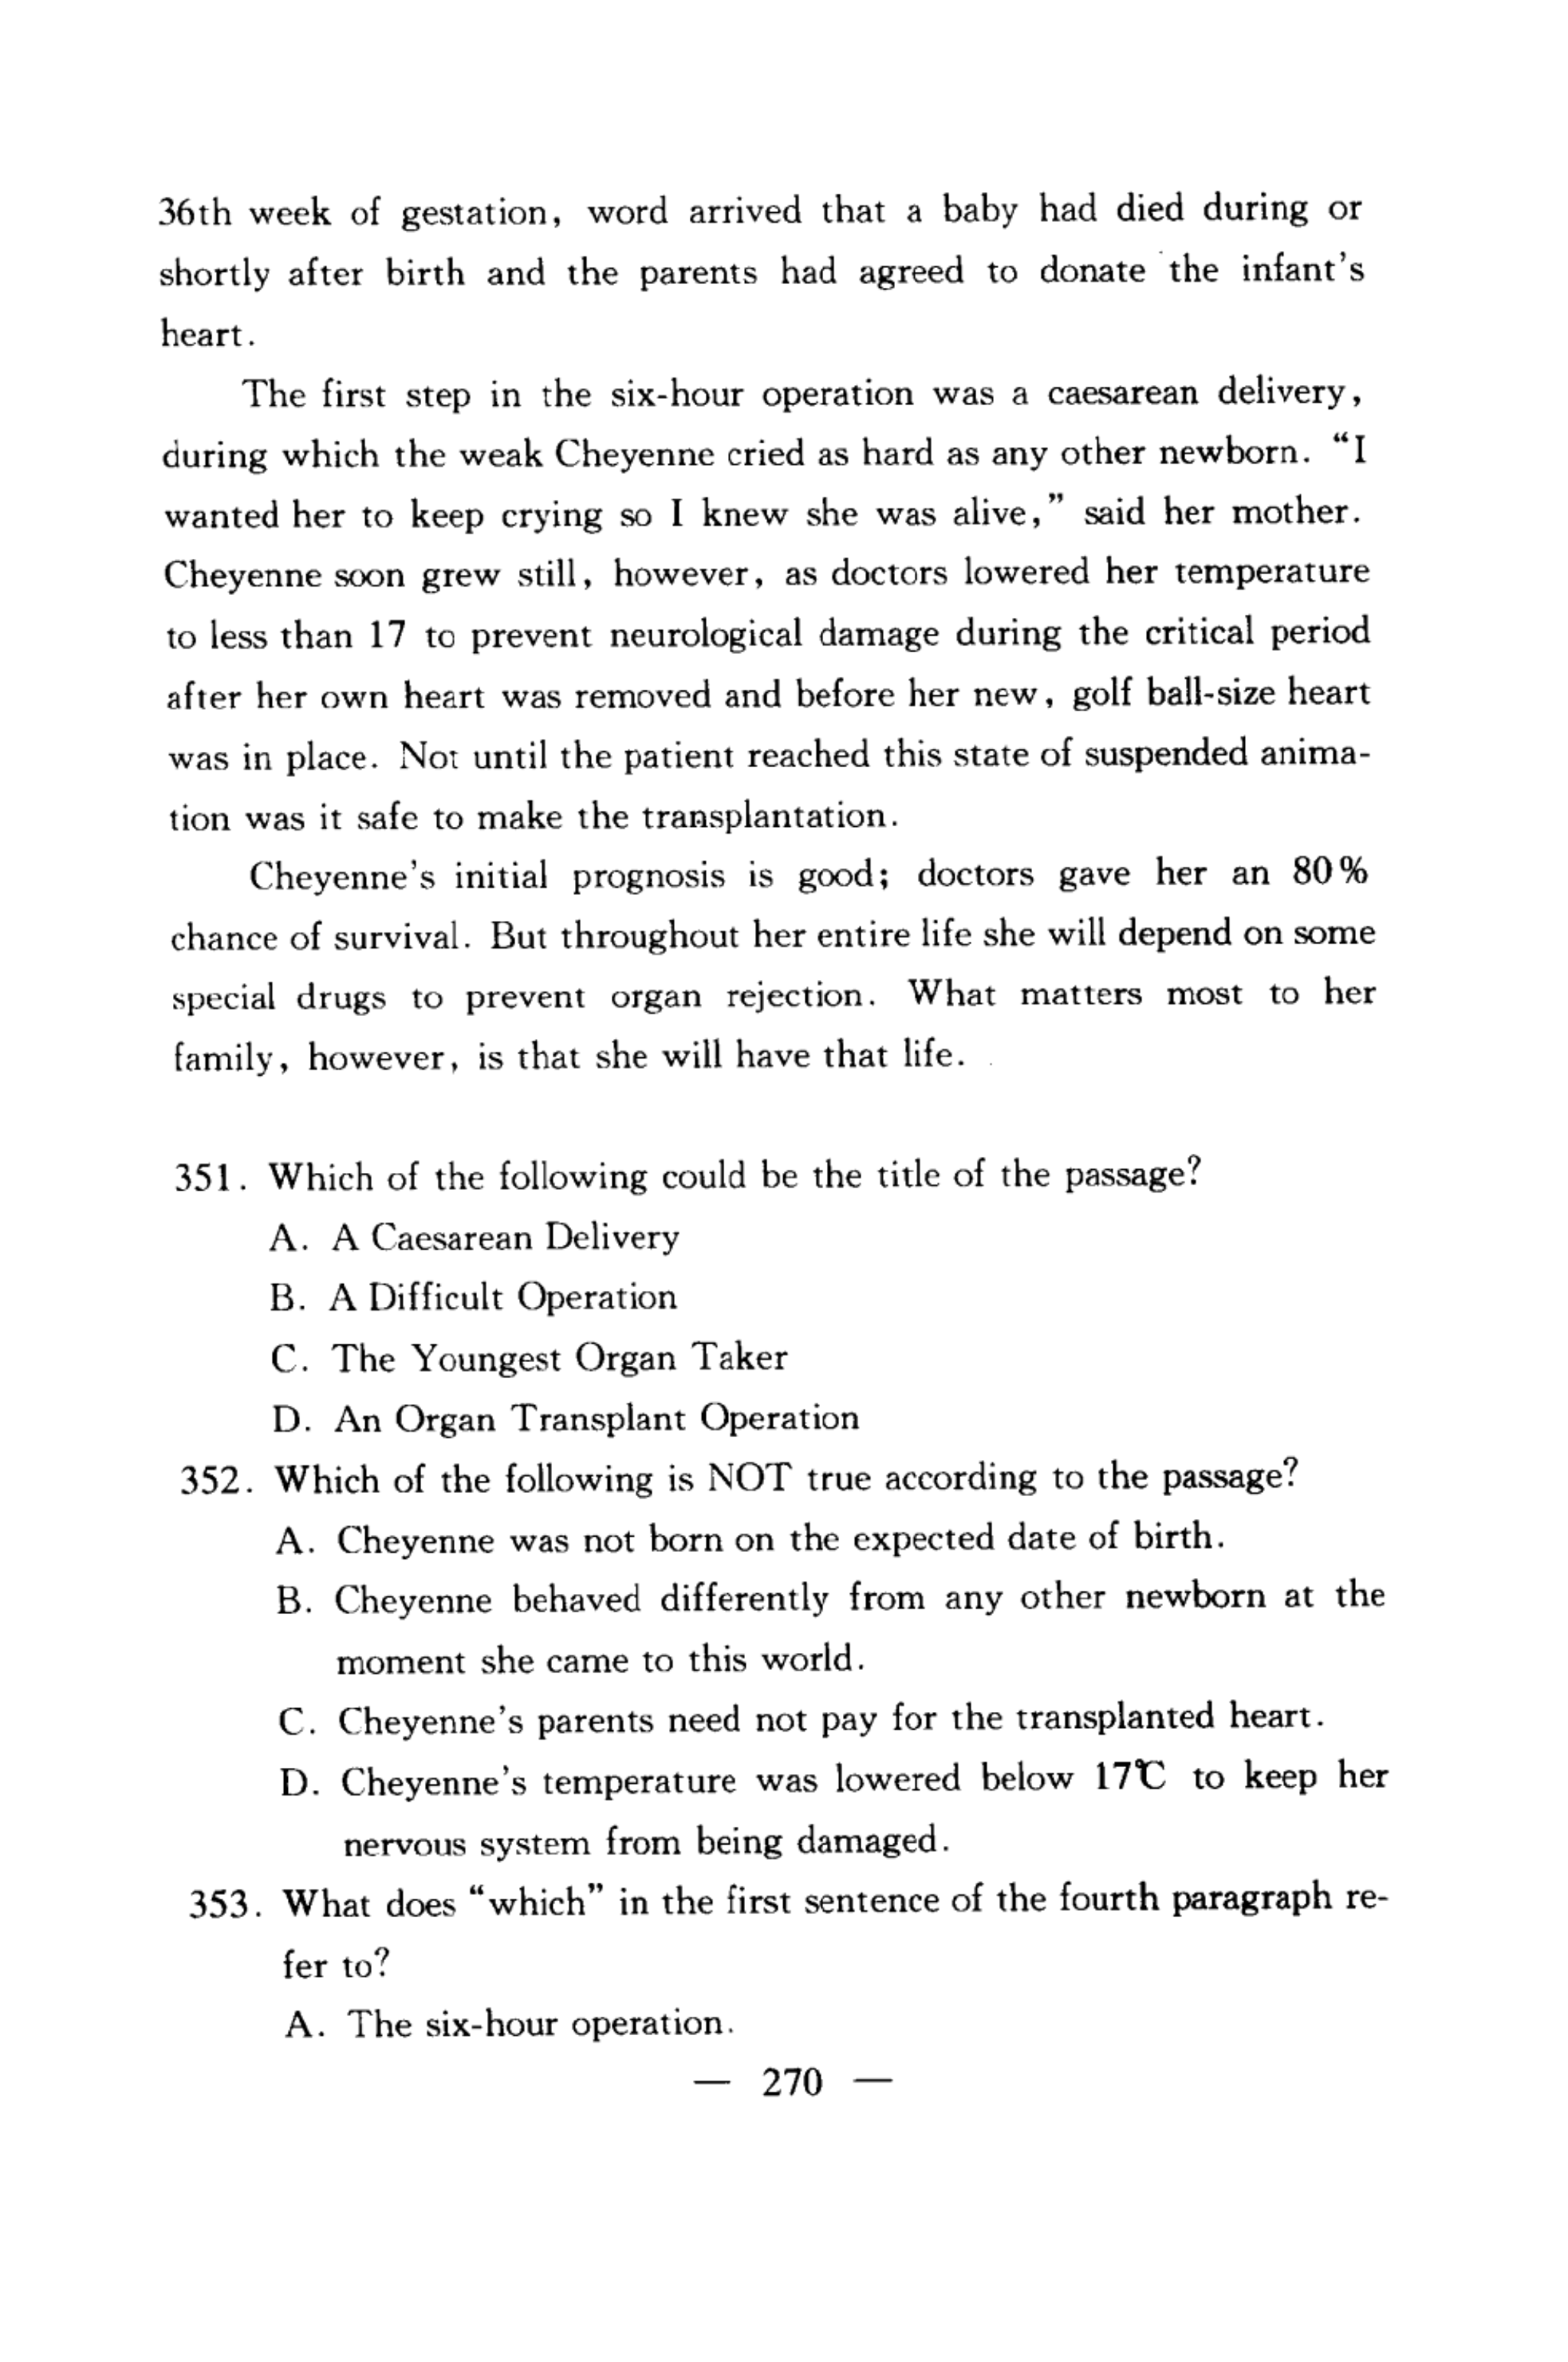 36th week of gestation, word arrived that a baby had died during or
shortly after birth and the parents had agreed to donate the infant's
heart.
The first step in the six-hour operation was a caesarean delivery,
during which the weak Cheyenne cried as hard as any other newborn. “I
wanted her to keep crying so I knew she was alive,” said her mother.
Cheyenne soon grew still, however, as doctors lowered her temperature
to less than 17 to prevent neurological damage during the critical period
after her own heart was removed and before her new, golf ball-size heart
was in place. Not until the patient reached this state of suspended anima-
tion was it safe to make the transplantation.
Cheyenne's initial prognosis is good; doctors gave her an 80%
chance of survival. But throughout her entire life she will depend on some
special drugs to prevent organ rejection. What matters most to her
family, however, is that she will have that life.
351. Which of the following could be the title of the passage?
A. A Caesarean Delivery
B. A Difficult Operation
C. The Youngest Organ Taker
D. An Organ Transplant Operation
352. Which of the following is NOT true according to the passage?
A. Cheyenne was not born on the expected date of birth.
B. Cheyenne behaved differently from any other newborn at the
moment she came to this world.
C. Cheyenne's parents need not pay for the transplanted heart.
D. Cheyenne's temperature was lowered below 17℃ to keep her
nervous system from being damaged.
353. What does “which” in the first sentence of the fourth paragraph re-
fer to?
A. The six-hour operation.
— 270 —